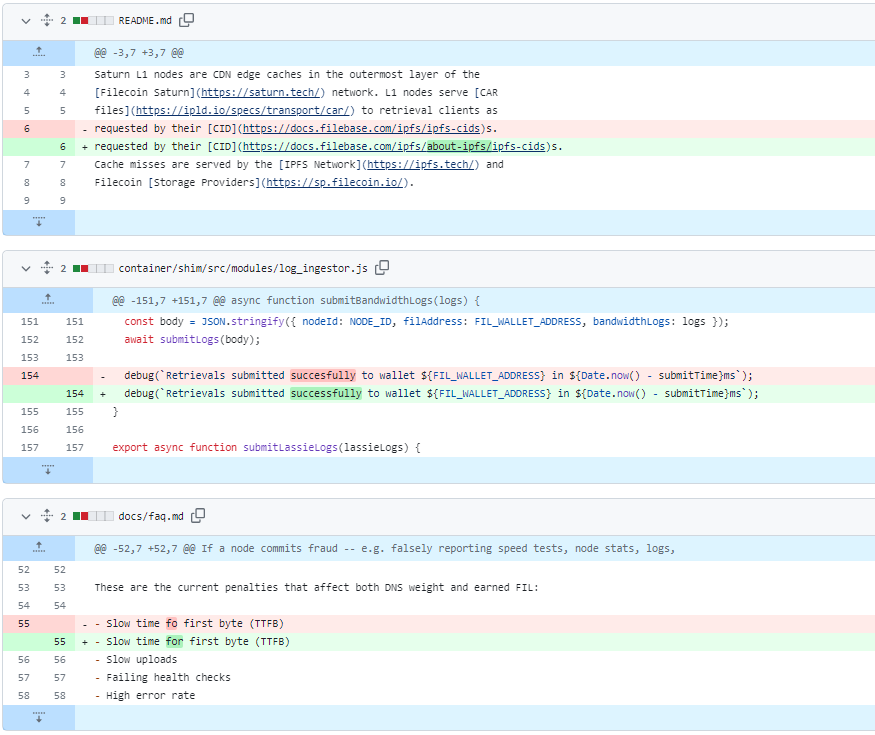 2 README.md
@@ -3,7 +3,7 @@
3 3 Saturn L1 nodes are CDN edge caches in the outermost layer of the
4 4 [Filecoin Saturn](https://saturn.tech/) network. L1 nodes serve [CAR
5 5 files](https://ipld.io/specs/transport/car/) to retrieval clients as
6 - requested by their [CID](https://docs.filebase.com/ipfs/ipfs-cids)s.
6 + requested by their [CID](https://docs.filebase.com/ipfs/about-ipfs/ipfs-cids)s.
7 7 Cache misses are served by the [IPFS Network](https://ipfs.tech/) and
8 8 Filecoin [Storage Providers](https://sp.filecoin.io/).
9 9
2 container/shim/src/modules/log_ingestor.js
@@ -151,7 +151,7 @@ async function submitBandwidthLogs(logs) {
151 151 const body = JSON.stringify({ nodeId: NODE_ID, filAddress: FIL_WALLET_ADDRESS, bandwidthLogs: logs });
152 152 await submitLogs(body);
153 153
154 - debug(`Retrievals submitted succesfully to wallet ${FIL_WALLET_ADDRESS} in ${Date.now() - submitTime}ms`);
154 + debug(`Retrievals submitted successfully to wallet ${FIL_WALLET_ADDRESS} in ${Date.now() - submitTime}ms`);
155 155 }
156 156
157 157 export async function submitLassieLogs(lassieLogs) {
2 docs/faq.md
@@ -52,7 +52,7 @@ If a node commits fraud -- e.g. falsely reporting speed tests, node stats, logs,
52 52
53 53 These are the current penalties that affect both DNS weight and earned FIL:
54 54
55 - - Slow time fo first byte (TTFB)
55 + - Slow time for first byte (TTFB)
56 56 - Slow uploads
57 57 - Failing health checks
58 58 - High error rate